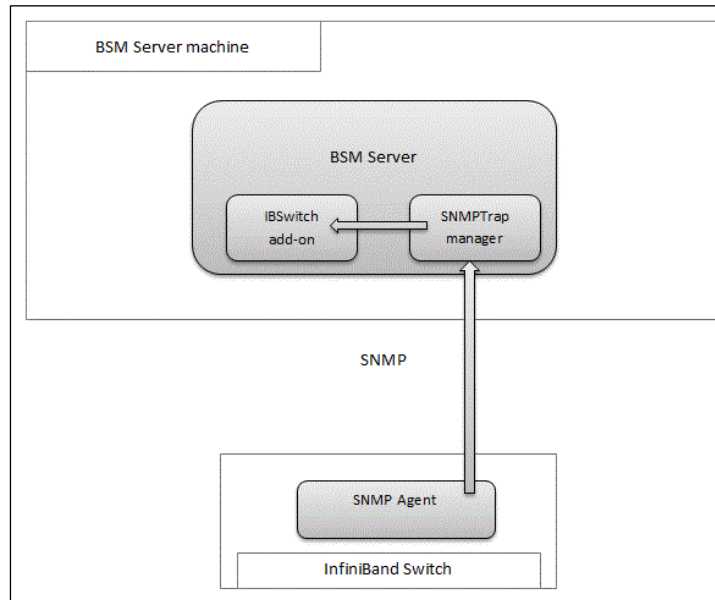 BSM Server machine
BSM Server
IBSwitch
add-on
SNMPTrap
manager
SNMP
SNMP Agent
InfiniBand Switch